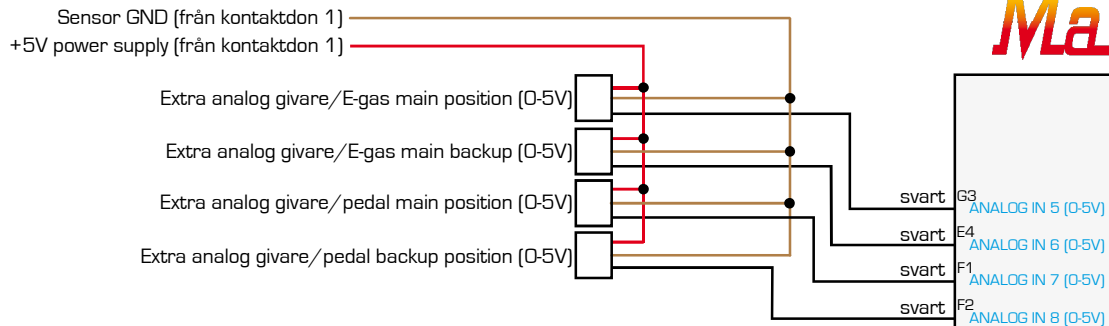 Sensor GND (från kontaktdon 1)
+5V power supply (från kontaktdon 1)
Ma
Extra analog givare/E-gas main position (0-5V)
Extra analog givare/E-gas main backup (0-5V)
Extra analog givare/pedal main position (0-5V)
Extra analog givare/pedal backup position (0-5V)
svart G3 ANALOG IN 5 (0-5V)
svart E4 ANALOG IN 6 (0-5V)
svart F1 ANALOG IN 7 (0-5V)
svart F2 ANALOG IN 8 (0-5V)